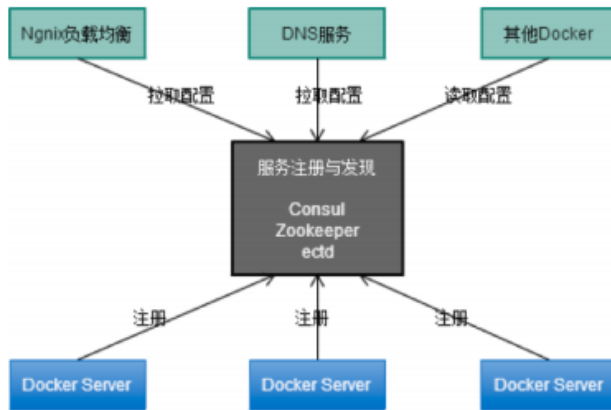 Ngnix负载均衡
DNS服务
其他Docker
拉取配置
拉取配置
读取配置
服务注册与发现
Consul
Zookeeper
ectd
注册
注册
注册
Docker Server
Docker Server
Docker Server